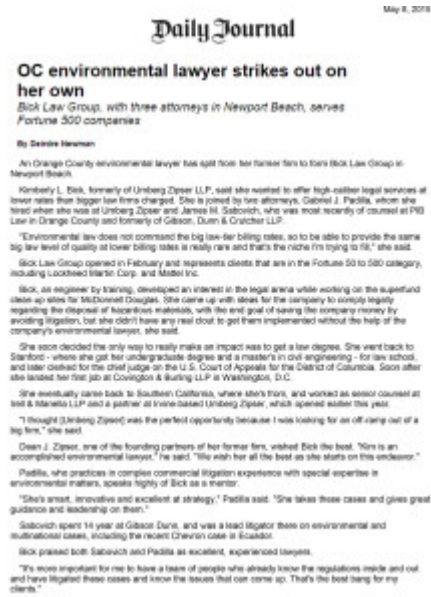 May 8, 2015
Daily Journal
OC environmental lawyer strikes out on
her own
Bick Law Group, with three attorneys in Newport Beach, serves
Fortune 500 companies
By Deirdre Newman
An Orange County environmental lawyer has split from her former firm to form Bick Law Group in
Newport Beach.
Kimberly L. Bick, formerly of Umberg Zipser LLP, said she wanted to offer high-caliber legal services at
lower rates than bigger law firms charged. She is joined by two attorneys, Gabriel J. Padilla, whom she
hired when she was at Umberg Zipser and James M. Sabovich, who was most recently of counsel at PIB
Law in Orange County and formerly of Gibson, Dunn & Crutcher LLP.
"Environmental law does not command the big law-tier billing rates, so to be able to provide the same
big law level of quality at lower billing rates is really rare and that's the niche I'm trying to fill," she said.
Bick Law Group opened in February and represents clients that are in the Fortune 50 to 500 category,
including Lockheed Martin Corp. and Mattel Inc.
Bick, an engineer by training, developed an interest in the legal arena while working on the superfund
clean up sites for McDonnell Douglas. She came up with ideas for the company to comply legally
regarding the disposal of hazardous materials, with the end goal of saving the company money by
avoiding litigation, but she didn't have any real clout to get them implemented without the help of the
company's environmental lawyer, she said.
She soon decided the only way to really make an impact was to get a law degree. She went back to
Stanford - where she got her undergraduate degree and a master's in civil engineering - for law school,
and later clerked for the chief judge on the U.S. Court of Appeals for the District of Columbia. Soon after
she landed her first job at Covington & Burling LLP in Washington, D.C.
She eventually came back to Southern California, where she's from, and worked as senior counsel at
Irell & Manella LLP and a partner at Irvine-based Umberg Zipser, which opened earlier this year.
"I thought [Umberg Zipser] was the perfect opportunity because I was looking for an off-ramp out of a
big firm," she said.
Dean J. Zipser, one of the founding partners of her former firm, wished Bick the best. "Kim is an
accomplished environmental lawyer," he said. "We wish her all the best as she starts on this endeavor."
Padilla, who practices in complex commercial litigation experience with special expertise in
environmental matters, speaks highly of Bick as a mentor.
"She's smart, innovative and excellent at strategy," Padilla said. "She takes these cases and gives great
guidance and leadership on them."
Sabovich spent 14 year at Gibson Dunn, and was a lead litigator there on environmental and
multinational cases, including the recent Chevron case in Ecuador.
Bick praised both Sabovich and Padilla as excellent, experienced lawyers.
"It's more important for me to have a team of people who already know the regulations inside and out
and have litigated these cases and know the issues that can come up. That's the best bang for my
clients."